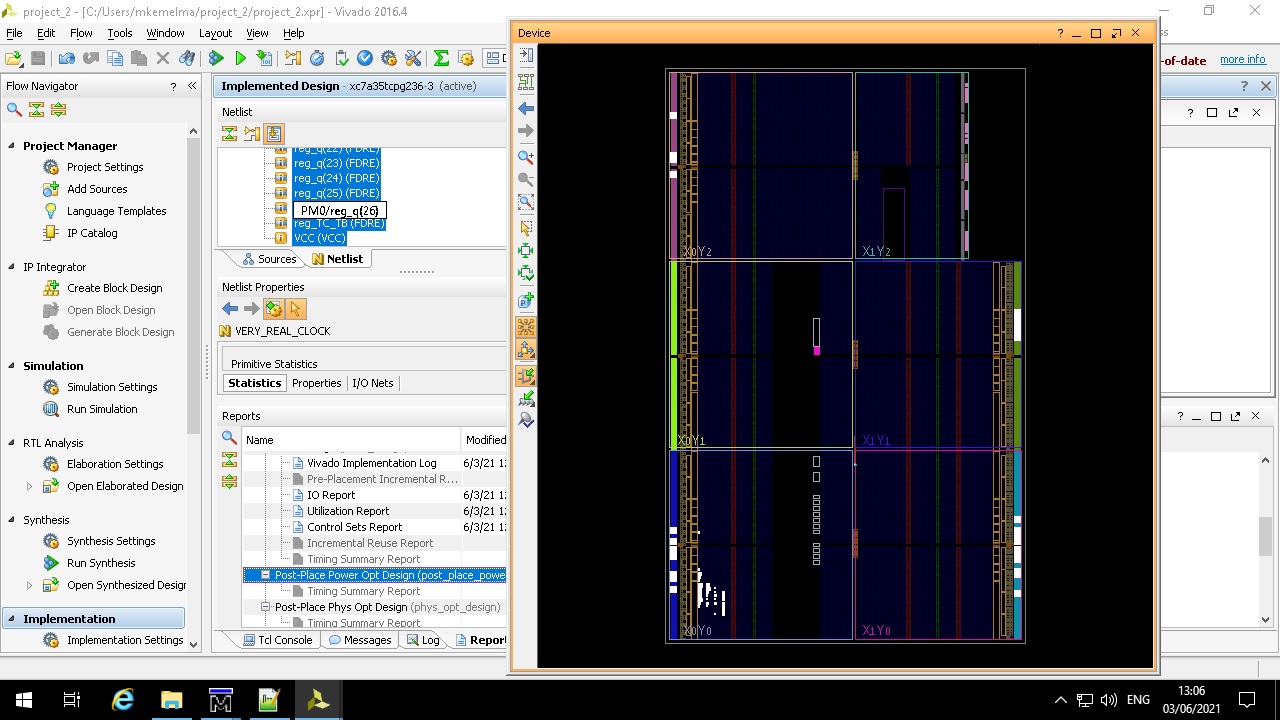 project_2 - [C:/Users/mkemelma/project_2/project_2.xpr] - Vivado 2016.4
File Edit Flow Tools Window Layout View Help
-of-date more info
Flow Navigator
Project Manager
Project Settings
Add Sources
Language Templates
IP Catalog
IP Integrator
Create Block Design
Open Block Design
Generate Block Design
Simulation
Simulation Settings
Run Simulation
RTL Analysis
Elaboration Settings
Open Elaborated Design
Synthesis
Synthesis Settings
Run Synthesis
Open Synthesized Design
Implementation
Implementation Settings
Implemented Design - xc7a35tcpg236-3 (active)
Netlist
reg_q(22) (FDRE)
reg_q(23) (FDRE)
reg_q(24) (FDRE)
reg_q(25) (FDRE)
PM0/reg_q{26}
reg_TC_TB (FDRE)
VCC (VCC)
Sources Netlist
Netlist Properties
VERY_REAL_CLOCK
Primitive Statistics
Statistics Properties I/O Nets
Reports
Name Modified
Vivado Implementation Log 6/3/21 12
Pre-Placement Incremental R...
IO Report 6/3/21 12
Utilization Report 6/3/21 12
Control Sets Report 6/3/21 12
Incremental Reuse Report
Timing Summary Report
Post-Place Power Opt Design (post_place_powe
Timing Summary Report
Post-Place Phys Opt Design (phys_opt_design)
Timing Summary Report
Tcl Console Messages Log Report
Device
X0Y2 X1Y2
X0Y1 X1Y1
X0Y0 X1Y0
ENG
13:06
03/06/2021